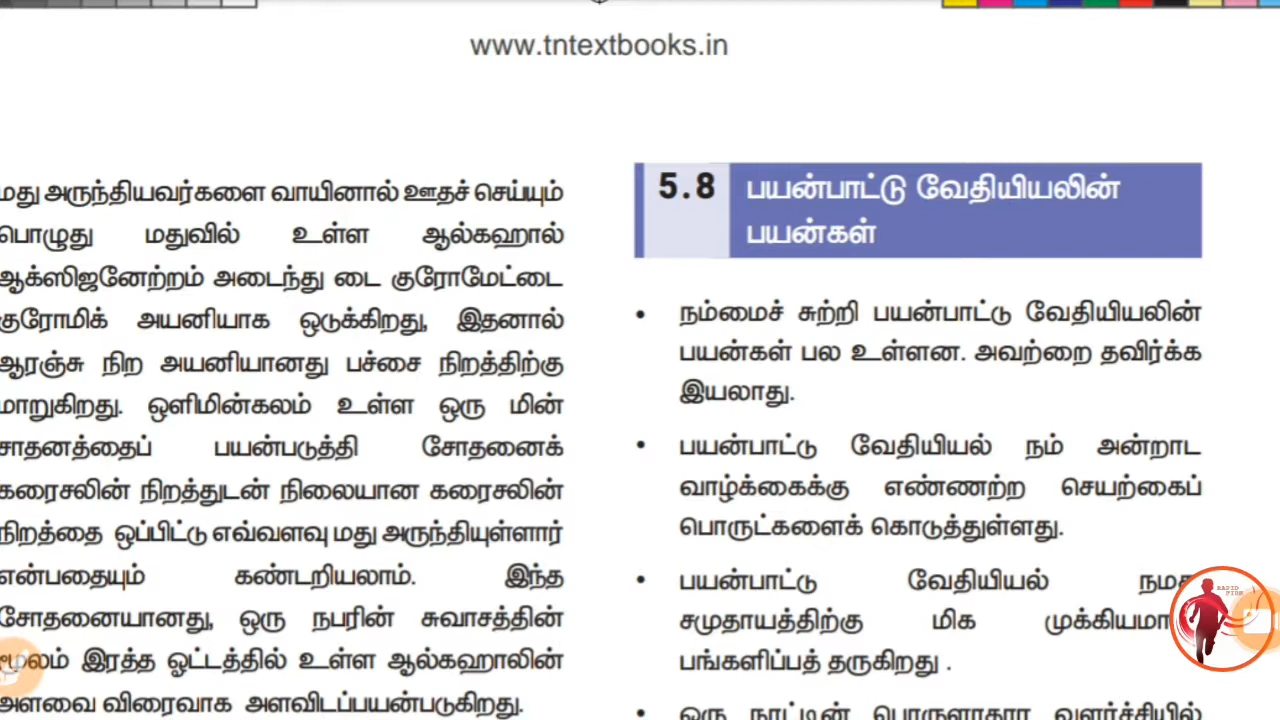 www.tntextbooks.in
மது அருந்தியவர்களை வாயினால் ஊதச் செய்யும்
பொழுது மதுவில் உள்ள ஆல்கஹால்
ஆக்ஸிஜனேற்றம் அடைந்து டை குரோமேட்டை
குரோமிக் அயனியாக ஒடுக்கிறது, இதனால்
ஆரஞ்சு நிற அயனியானது பச்சை நிறத்திற்கு
மாறுகிறது. ஒளிமின்கலம் உள்ள ஒரு மின்
சாதனத்தைப் பயன்படுத்தி சோதனைக்
கரைசலின் நிறத்துடன் நிலையான கரைசலின்
நிறத்தை ஒப்பிட்டு எவ்வளவு மது அருந்தியுள்ளார்
என்பதையும் கண்டறியலாம். இந்த
சோதனையானது, ஒரு நபரின் சுவாசத்தின்
மூலம் இரத்த ஓட்டத்தில் உள்ள ஆல்கஹாலின்
அளவை விரைவாக அளவிடப்பயன்படுகிறது.
5.8 பயன்பாட்டு வேதியியலின்
பயன்கள்
• நம்மைச் சுற்றி பயன்பாட்டு வேதியியலின்
பயன்கள் பல உள்ளன. அவற்றை தவிர்க்க
இயலாது.
• பயன்பாட்டு வேதியியல் நம் அன்றாட
வாழ்க்கைக்கு எண்ணற்ற செயற்கைப்
பொருட்களைக் கொடுத்துள்ளது.
• பயன்பாட்டு வேதியியல்
சமுதாயத்திற்கு மிக
பங்களிப்பத் தருகிறது .
• ஒரு நாட்டின் பொருளாதார வளர்ச்சியில்
RAPID
FIRE